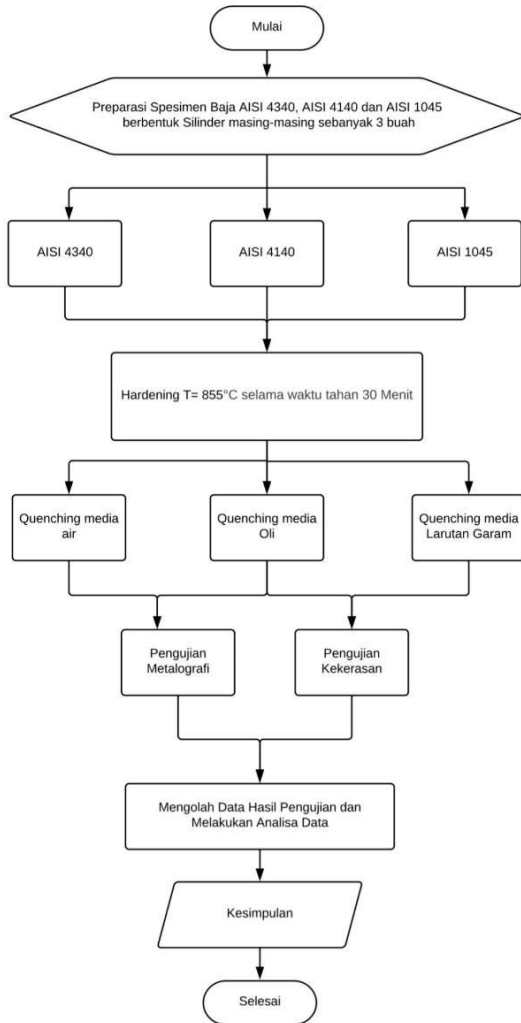 Mulai
Preparasi Spesimen Baja AISI 4340, AISI 4140 dan AISI 1045
berbentuk Silinder masing-masing sebanyak 3 buah
AISI 4340
AISI 4140
AISI 1045
Hardening T= 855°C selama waktu tahan 30 Menit
Quenching media
air
Quenching media
Oli
Quenching media
Larutan Garam
Pengujian
Metalografi
Pengujian
Kekerasan
Mengolah Data Hasil Pengujian dan
Melakukan Analisa Data
Kesimpulan
Selesai